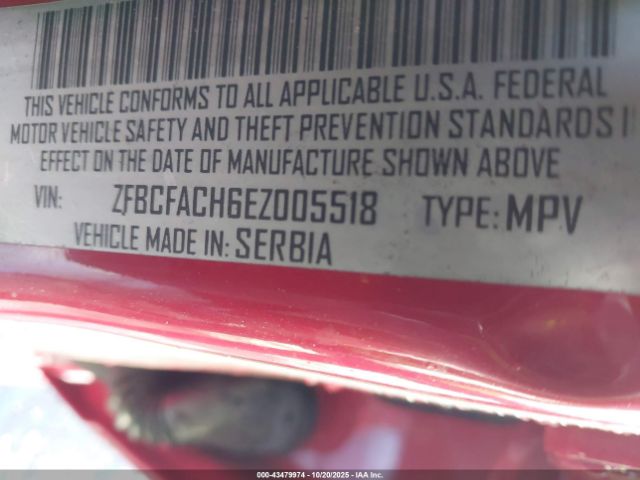 THIS VEHICLE CONFORMS TO ALL APPLICABLE U.S.A. FEDERAL
MOTOR VEHICLE SAFETY AND THEFT PREVENTION STANDARDS I
EFFECT ON THE DATE OF MANUFACTURE SHOWN ABOVE
VIN: ZFBCFACH6EZ005518 TYPE: MPV
VEHICLE MADE IN: SERBIA
000-43479974 | 10/20/2025 | IAAI Inc.